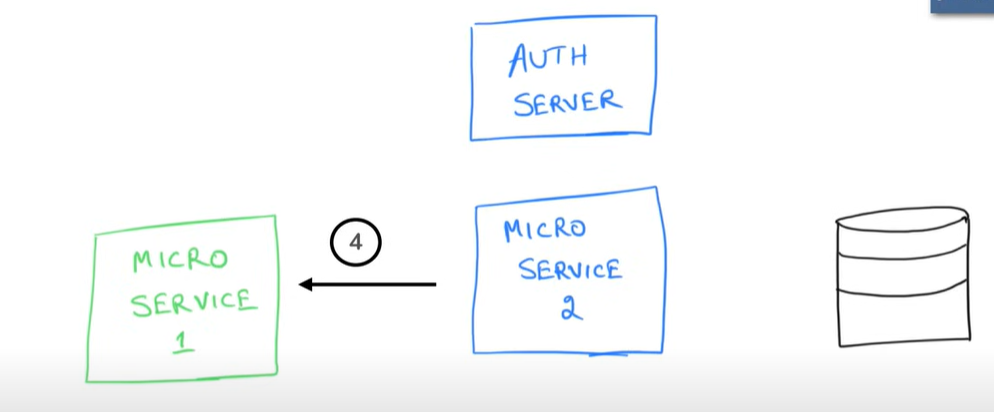 AUTH
SERVER
MICRO
SERVICE
1
4
MICRO
SERVICE
2